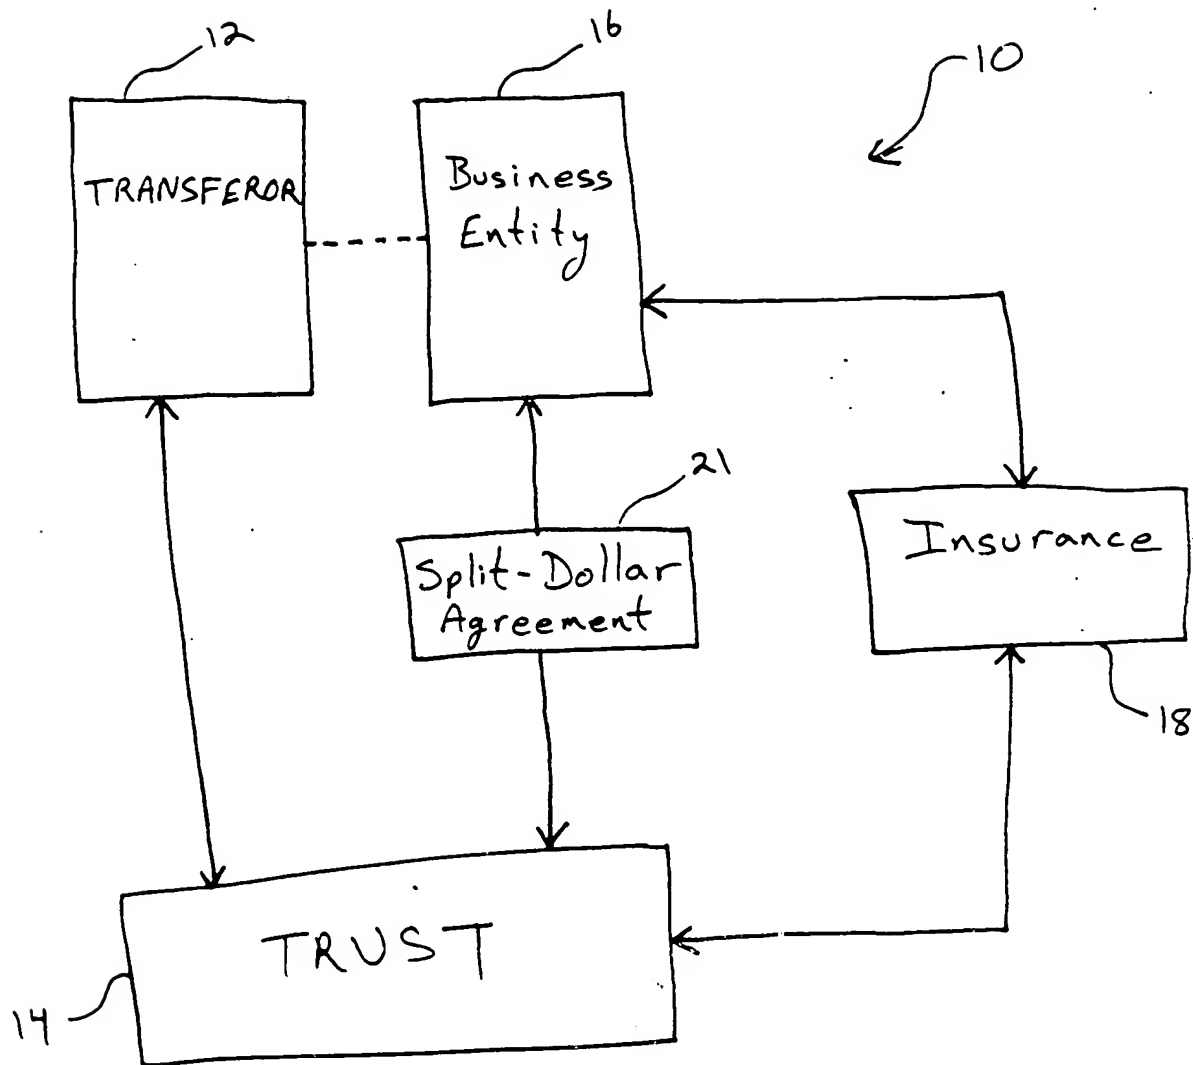 12
16
10
TRANSFEROR
Business
Entity
21
Split-Dollar
Agreement
Insurance
18
TRUST
14